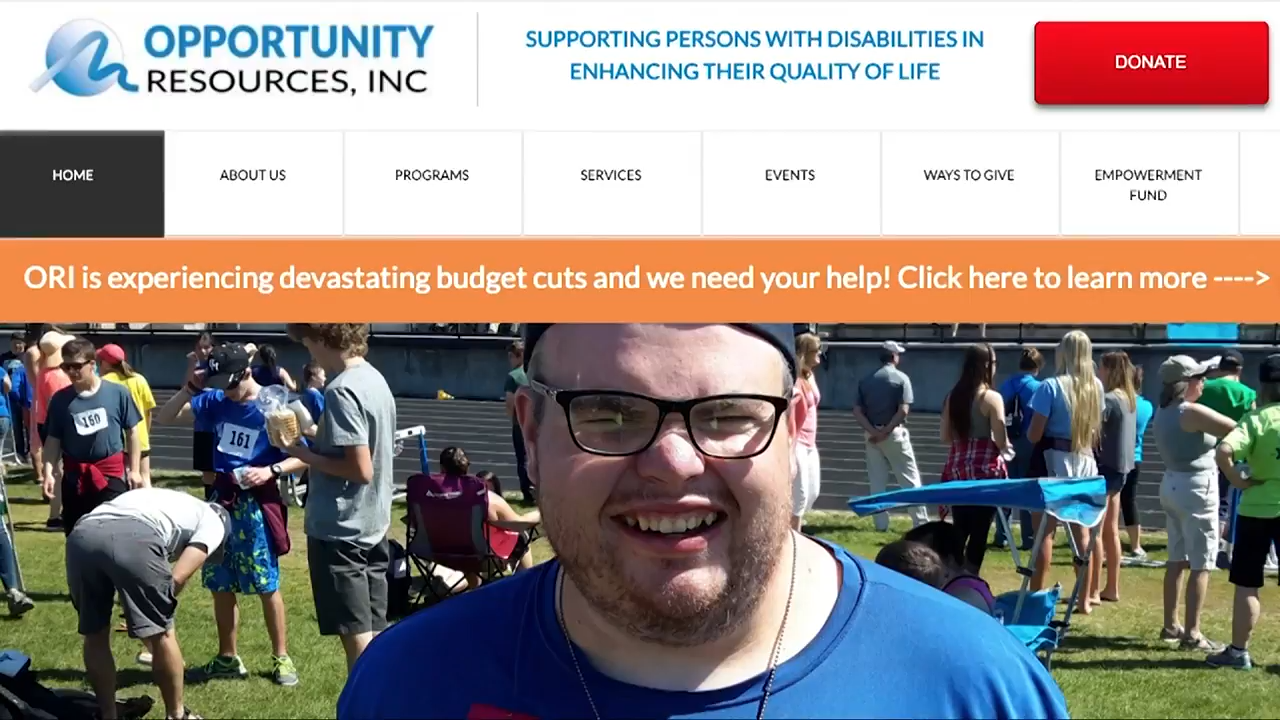 OPPORTUNITY
RESOURCES, INC
SUPPORTING PERSONS WITH DISABILITIES IN
ENHANCING THEIR QUALITY OF LIFE
DONATE
HOME
ABOUT US
PROGRAMS
SERVICES
EVENTS
WAYS TO GIVE
EMPOWERMENT
FUND
ORI is experiencing devastating budget cuts and we need your help! Click here to learn more ---->
160
161